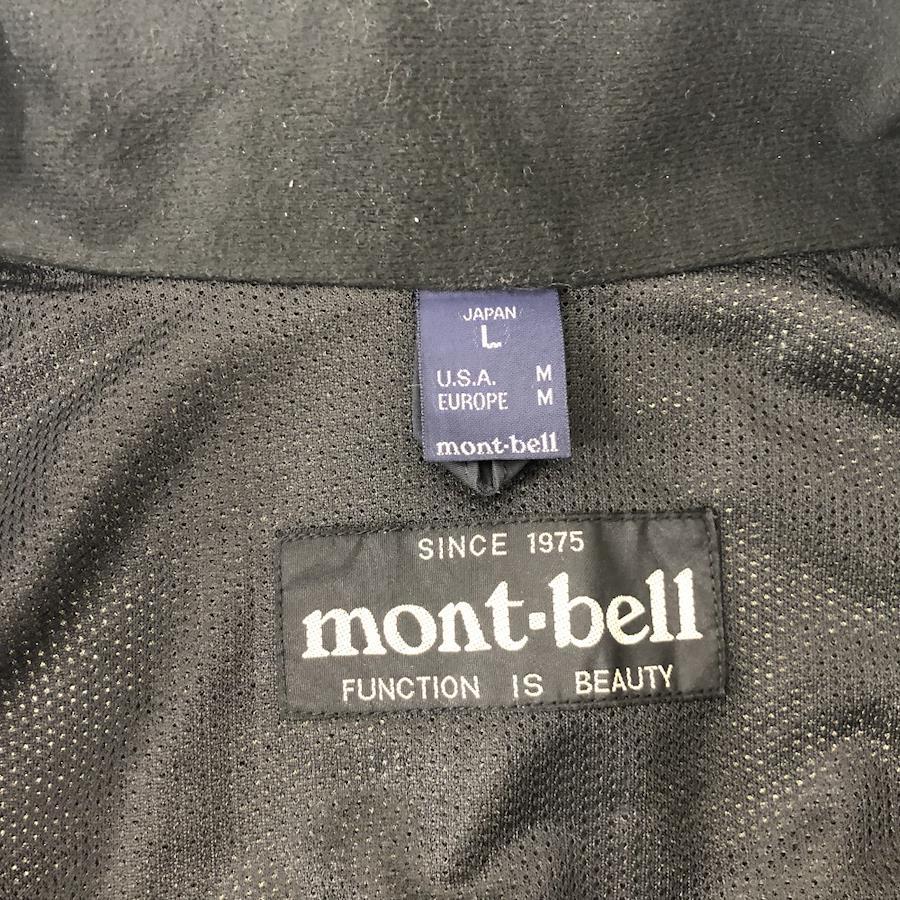 JAPAN
L
U.S.A. M
EUROPE M
mont-bell
SINCE 1975
mont-bell
FUNCTION IS BEAUTY